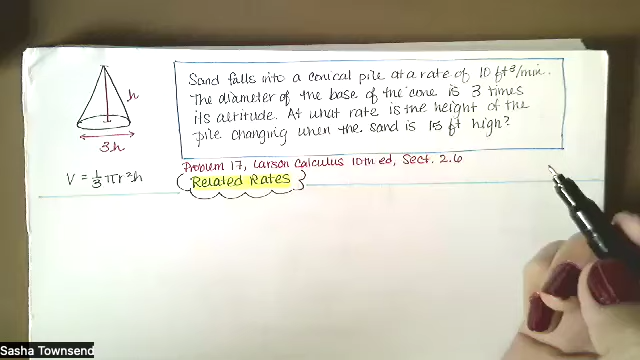 h
3h
V = 1/3 πr²h
Sand falls into a conical pile at a rate of 10 ft³/min.
The diameter of the base of the cone is 3 times
its altitude. At what rate is the height of the
pile changing when the sand is 15 ft high?
Problem 17, Larson Calculus 10th ed, Sect. 2.6
Related Rates
Sasha Townsend